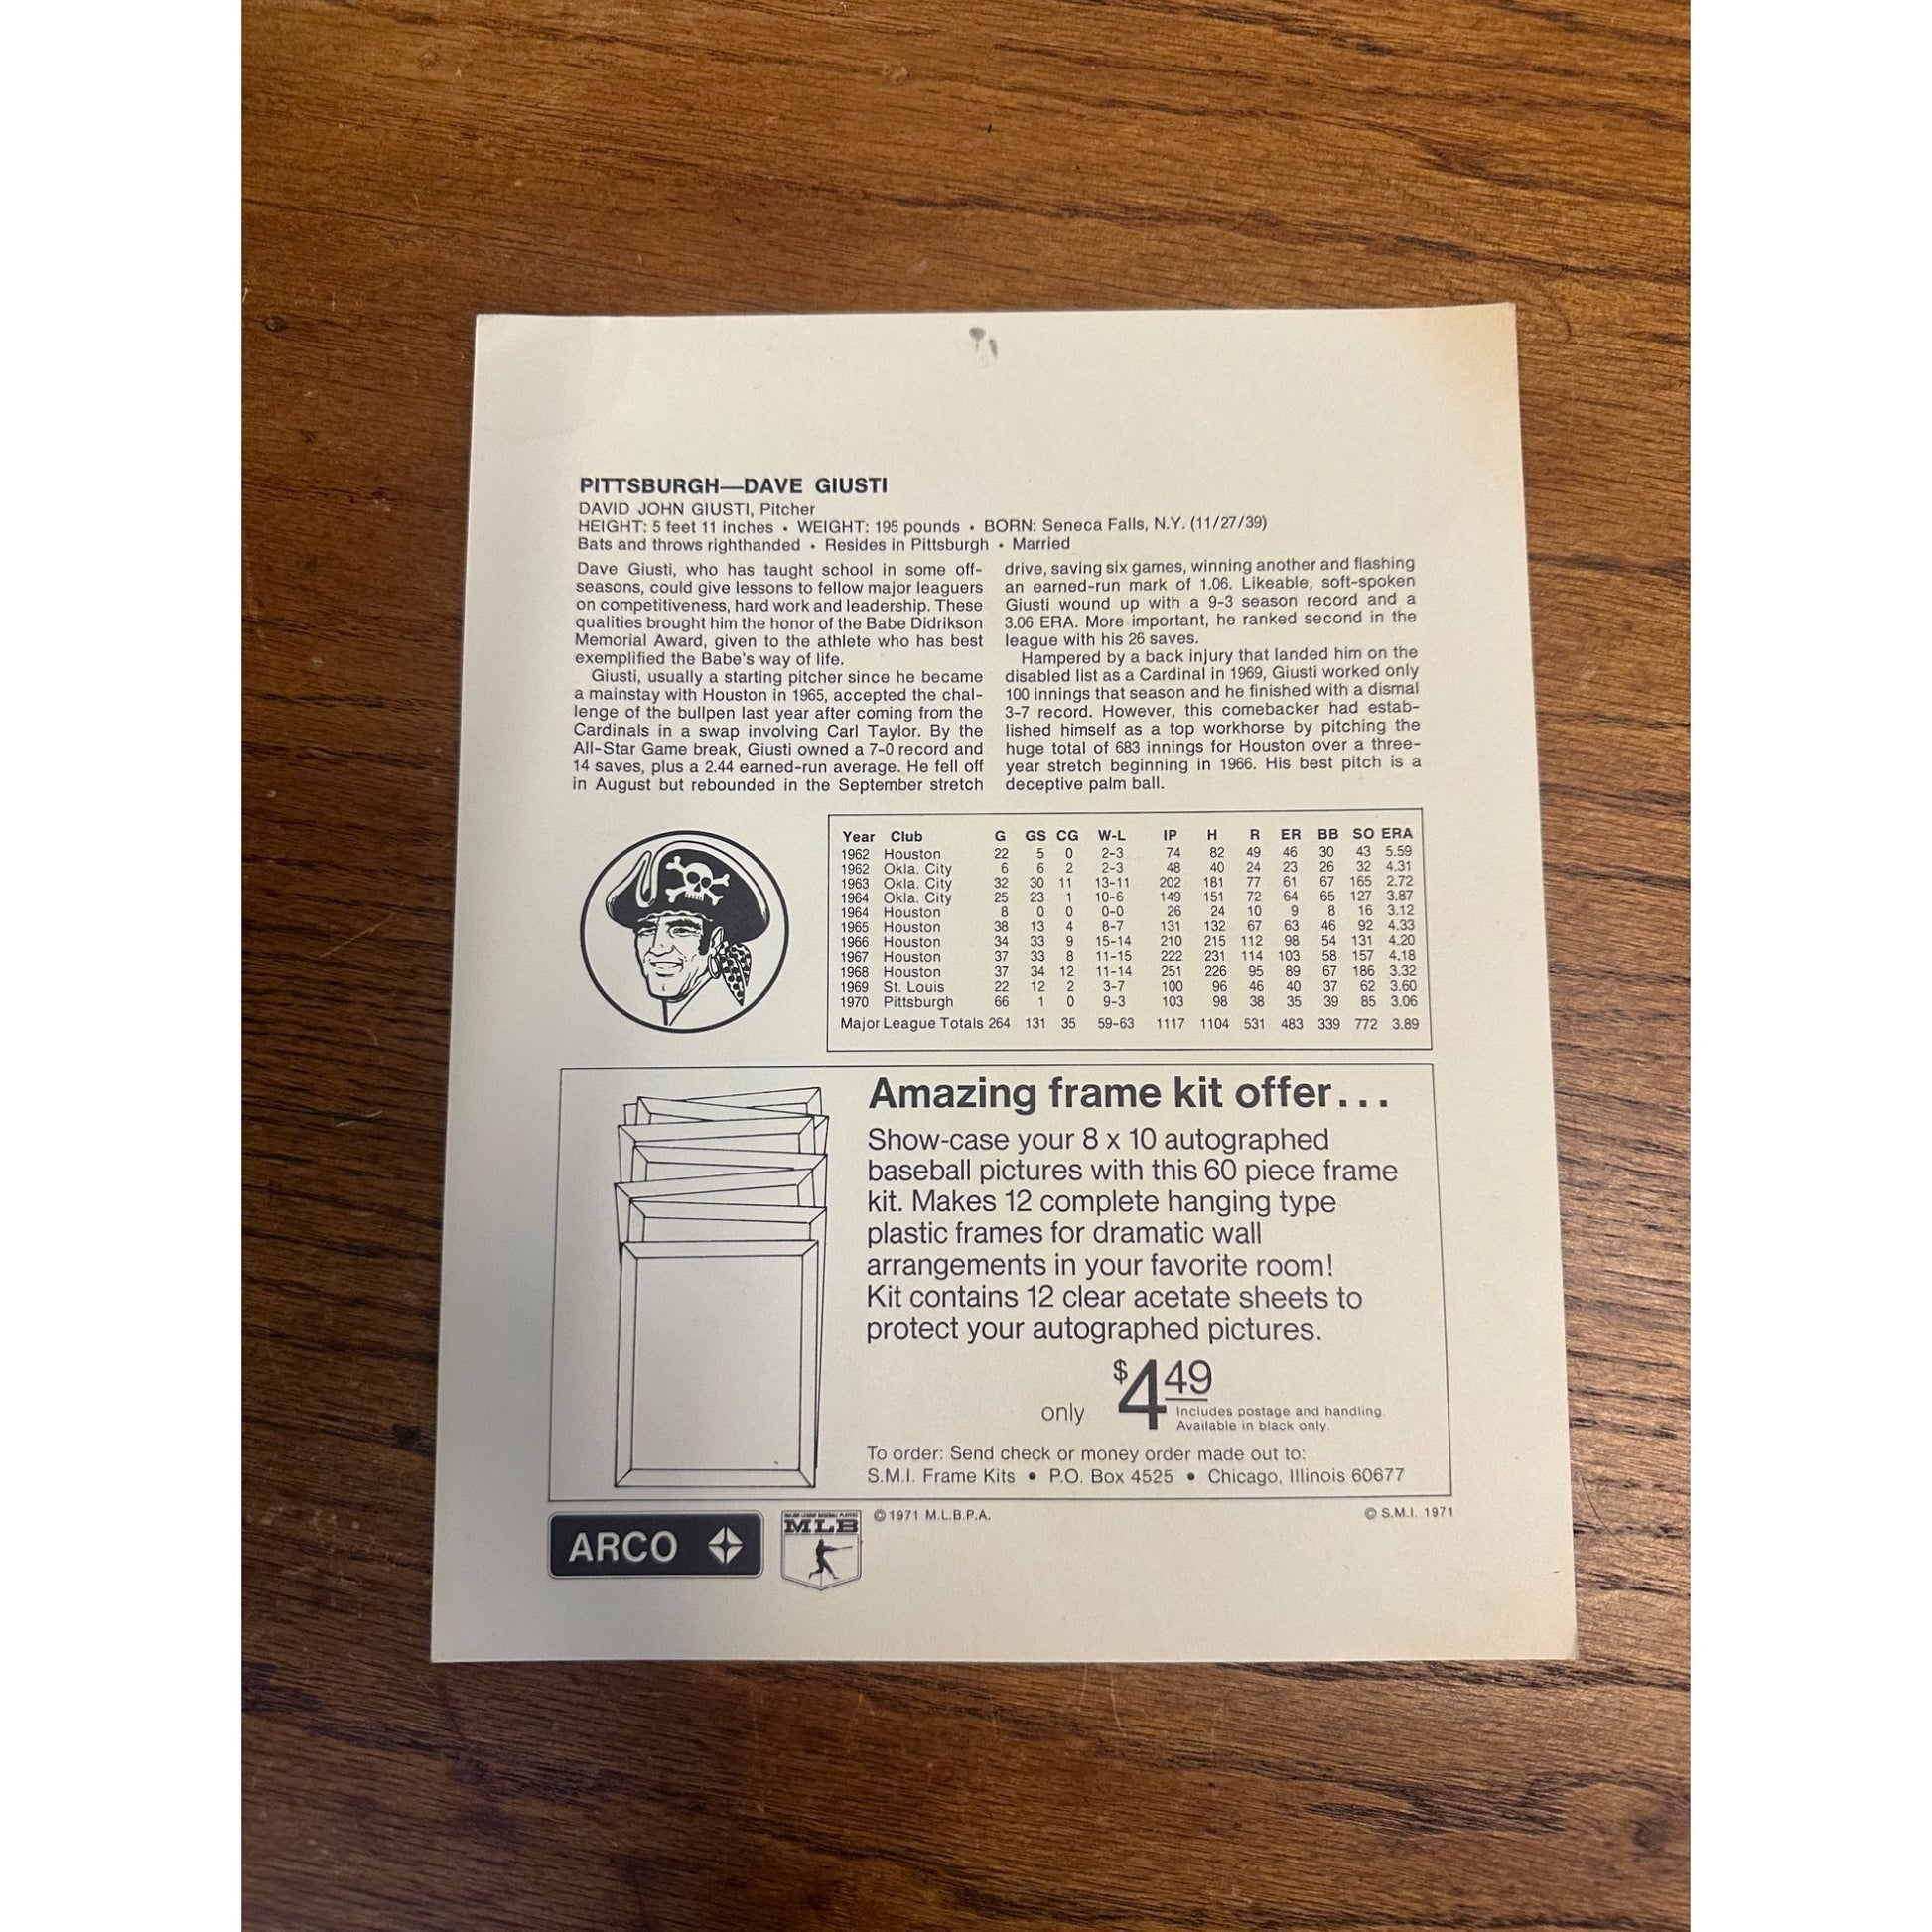 PITTSBURGH—DAVE GIUSTI
DAVID JOHN GIUSTI, Pitcher
HEIGHT: 5 feet 11 inches • WEIGHT: 195 pounds • BORN: Seneca Falls, N.Y. (11/27/39)
Bats and throws righthanded • Resides in Pittsburgh • Married
Dave Giusti, who has taught school in some off-
seasons, could give lessons to fellow major leaguers
on competitiveness, hard work and leadership. These
qualities brought him the honor of the Babe Didrikson
Memorial Award, given to the athlete who has best
exemplified the Babe's way of life.
Giusti, usually a starting pitcher since he became
a mainstay with Houston in 1965, accepted the chal-
lenge of the bullpen last year after coming from the
Cardinals in a swap involving Carl Taylor. By the
All-Star Game break, Giusti owned a 7-0 record and
14 saves, plus a 2.44 earned-run average. He fell off
in August but rebounded in the September stretch
drive, saving six games, winning another and flashing
an earned-run mark of 1.06. Likeable, soft-spoken
Giusti wound up with a 9-3 season record and a
3.06 ERA. More important, he ranked second in the
league with his 26 saves.
Hampered by a back injury that landed him on the
disabled list as a Cardinal in 1969, Giusti worked only
100 innings that season and he finished with a dismal
3-7 record. However, this comebacker had estab-
lished himself as a top workhorse by pitching the
huge total of 683 innings for Houston over a three-
year stretch beginning in 1966. His best pitch is a
deceptive palm ball.
Year Club G GS CG W-L IP H R ER BB SO ERA
1962 Houston 22 5 0 2-3 74 82 49 46 30 43 5.59
1962 Okla. City 6 6 2 2-3 48 40 24 23 26 32 4.31
1963 Okla. City 32 30 11 13-11 202 181 77 61 67 165 2.72
1964 Okla. City 25 23 1 10-6 149 151 72 64 65 127 3.87
1964 Houston 8 0 0 0-0 26 24 10 9 8 16 3.12
1965 Houston 38 13 4 8-7 131 132 67 63 46 92 4.33
1966 Houston 34 33 9 15-14 210 215 112 98 54 131 4.20
1967 Houston 37 33 8 11-15 222 231 114 103 58 157 4.18
1968 Houston 37 34 12 11-14 251 226 95 89 67 186 3.32
1969 St. Louis 22 12 2 3-7 100 96 46 40 37 62 3.60
1970 Pittsburgh 66 1 0 9-3 103 98 38 35 39 85 3.06
Major League Totals 264 131 35 59-63 1117 1104 531 483 339 772 3.89
Amazing frame kit offer...
Show-case your 8 x 10 autographed
baseball pictures with this 60 piece frame
kit. Makes 12 complete hanging type
plastic frames for dramatic wall
arrangements in your favorite room!
Kit contains 12 clear acetate sheets to
protect your autographed pictures.
only $4 49
Includes postage and handling.
Available in black only.
To order: Send check or money order made out to:
S.M.I. Frame Kits • P.O. Box 4525 • Chicago, Illinois 60677
ARCO
MAJOR LEAGUE BASEBALL PLAYERS
MLB
©1971 M.L.B.P.A.
© S.M.I. 1971